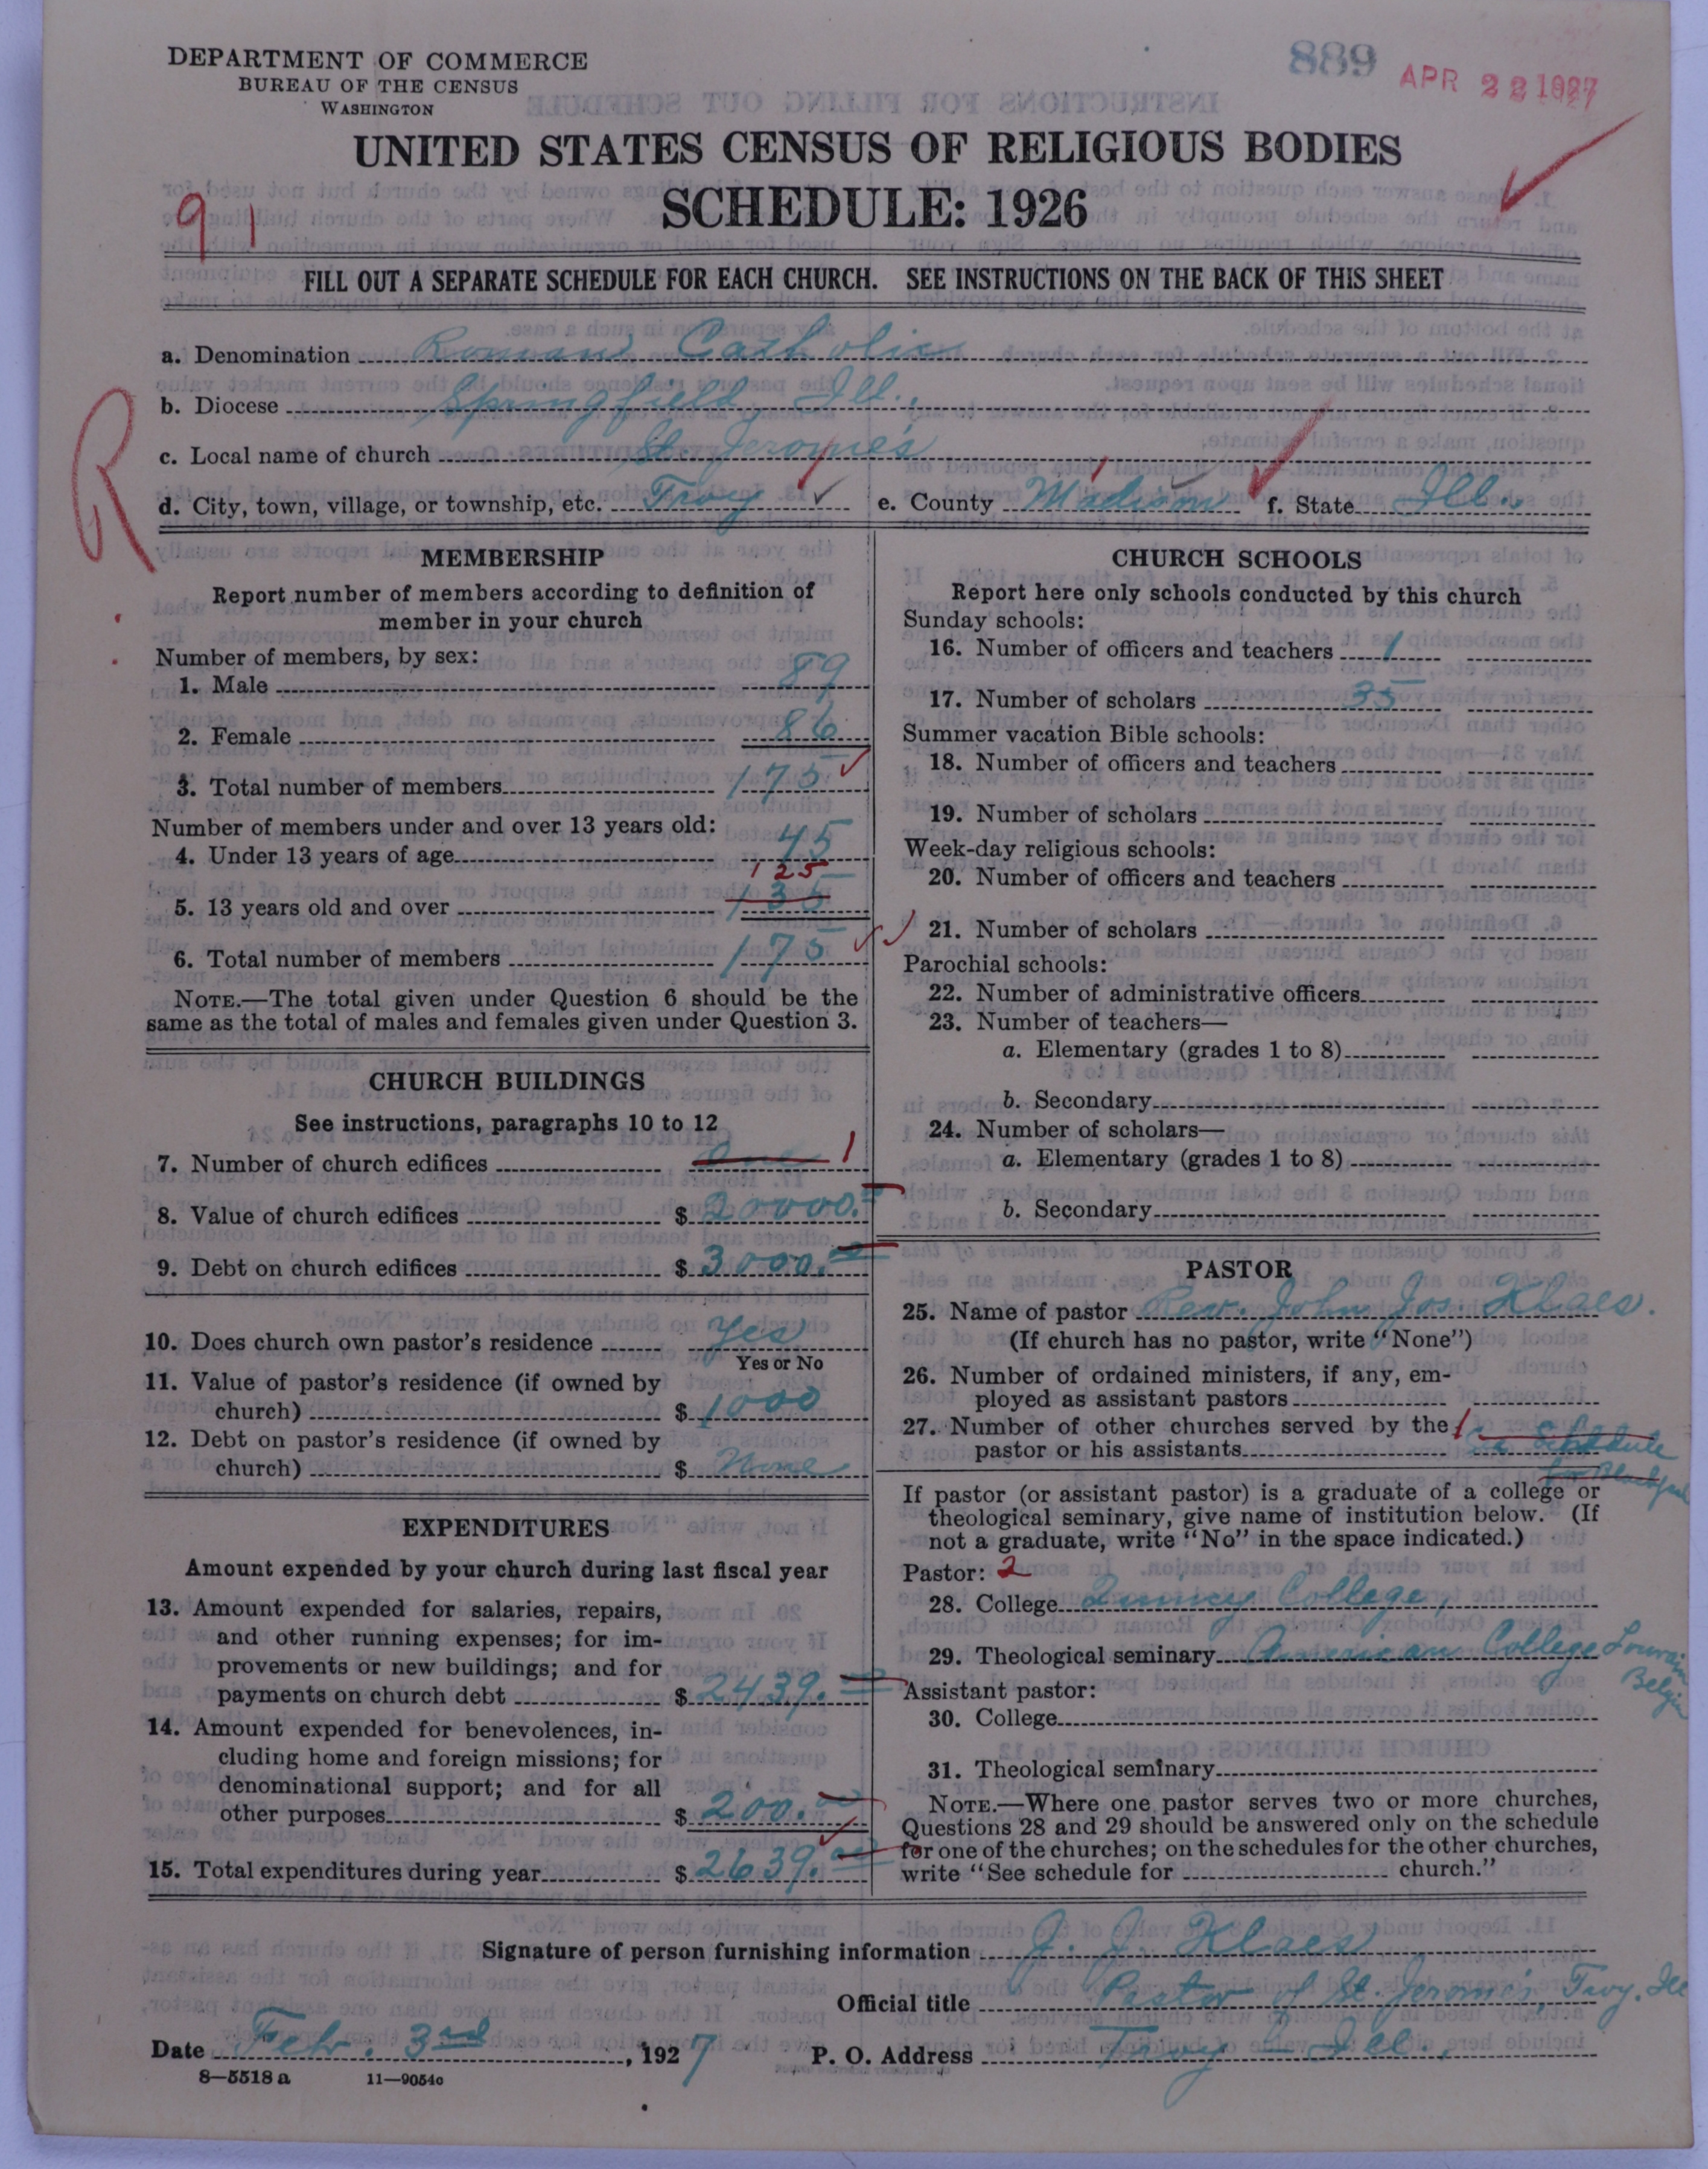 DEPARTMENT OF COMMERCE
BUREAU OF THE CENSUS
WASHINGTON
889
APR 22 1927
UNITED STATES CENSUS OF RELIGIOUS BODIES
SCHEDULE: 1926
91
FILL OUT A SEPARATE SCHEDULE FOR EACH CHURCH. SEE INSTRUCTIONS ON THE BACK OF THIS SHEET
R
a. Denomination Roman Catholic
b. Diocese Springfield, Ill.
c. Local name of church St. Jerome's
d. City, town, village, or township, etc. Troy e. County Madison f. State Ill.
MEMBERSHIP
Report number of members according to definition of
member in your church
Number of members, by sex:
1. Male 89
2. Female 86
3. Total number of members 175
Number of members under and over 13 years old:
4. Under 13 years of age 45
125
5. 13 years old and over 135
6. Total number of members 175
NOTE.—The total given under Question 6 should be the
same as the total of males and females given under Question 3.
CHURCH BUILDINGS
See instructions, paragraphs 10 to 12
7. Number of church edifices One 1
8. Value of church edifices $ 20000.
9. Debt on church edifices $ 3000.
10. Does church own pastor's residence Yes
Yes or No
11. Value of pastor's residence (if owned by
church) $ 1000
12. Debt on pastor's residence (if owned by
church) $ None
EXPENDITURES
Amount expended by your church during last fiscal year
13. Amount expended for salaries, repairs,
and other running expenses; for im-
provements or new buildings; and for
payments on church debt $ 2439.
14. Amount expended for benevolences, in-
cluding home and foreign missions; for
denominational support; and for all
other purposes $ 200.
15. Total expenditures during year $ 2639.
CHURCH SCHOOLS
Report here only schools conducted by this church
Sunday schools:
16. Number of officers and teachers 1
17. Number of scholars 35
Summer vacation Bible schools:
18. Number of officers and teachers
19. Number of scholars
Week-day religious schools:
20. Number of officers and teachers
21. Number of scholars
Parochial schools:
22. Number of administrative officers
23. Number of teachers—
a. Elementary (grades 1 to 8)
b. Secondary
24. Number of scholars—
a. Elementary (grades 1 to 8)
b. Secondary
PASTOR
25. Name of pastor Rev. John Jos. Klaes.
(If church has no pastor, write "None")
26. Number of ordained ministers, if any, em-
ployed as assistant pastors
27. Number of other churches served by the 1
pastor or his assistants Schedule
for
If pastor (or assistant pastor) is a graduate of a college or
theological seminary, give name of institution below. (If
not a graduate, write "No" in the space indicated.)
Pastor: 2
28. College Quincy College,
29. Theological seminary American College Louvain
Belgi
Assistant pastor:
30. College
31. Theological seminary
NOTE.—Where one pastor serves two or more churches,
Questions 28 and 29 should be answered only on the schedule
for one of the churches; on the schedules for the other churches,
write "See schedule for church."
Signature of person furnishing information J. J. Klaes
Official title Pastor of St. Jerome's, Troy. Ill
Date Febr. 3rd, 1927 P. O. Address Troy Ill.
8—5518 a 11—9054c